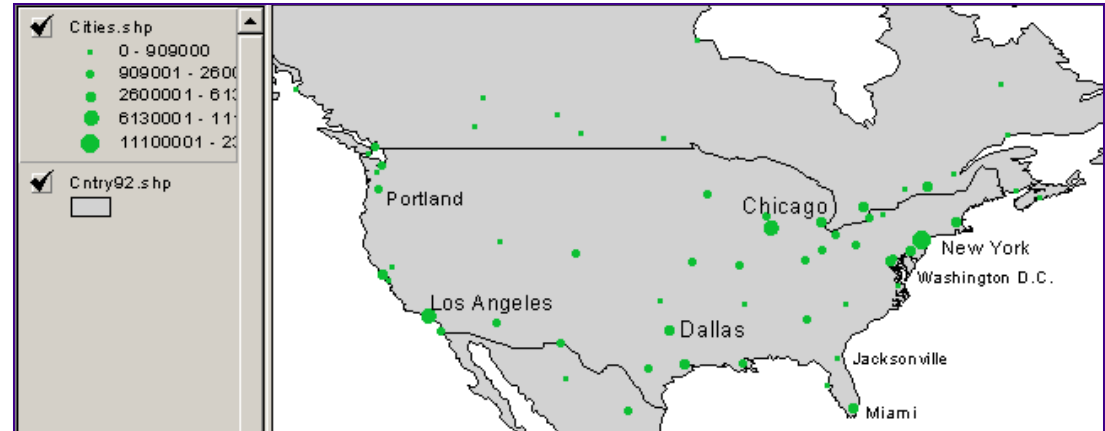 Cities.shp
0 - 909000
909001 - 2600
2600001 - 613
6130001 - 11
11100001 - 23
Cntry92.shp
Portland
Chicago
New York
Washington D.C.
Los Angeles
Dallas
Jacksonville
Miami